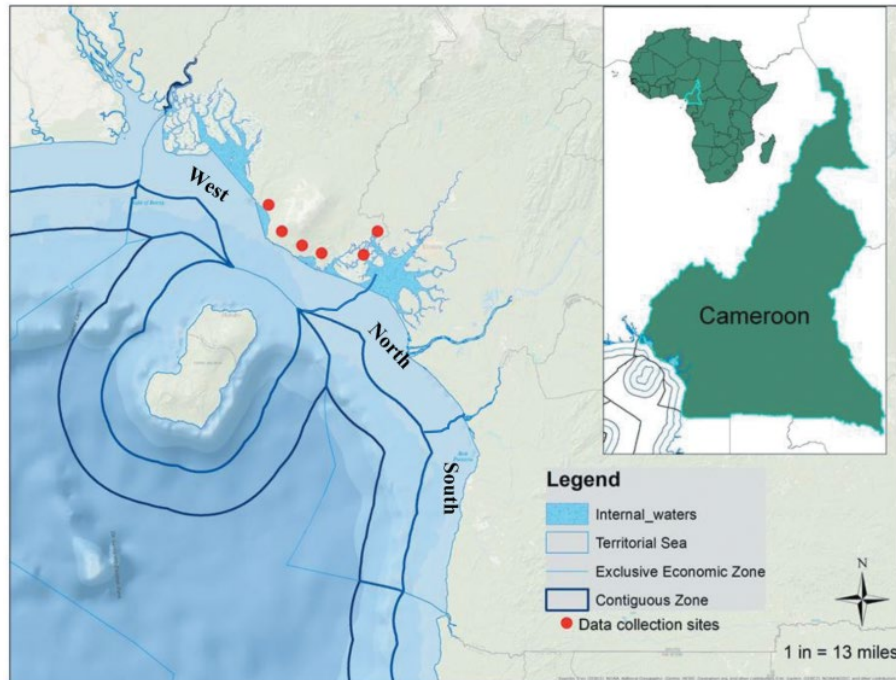 West
North
South
Cameroon
Legend
Internal_waters
Territorial Sea
Exclusive Economic Zone
Contiguous Zone
Data collection sites
N
1 in = 13 miles